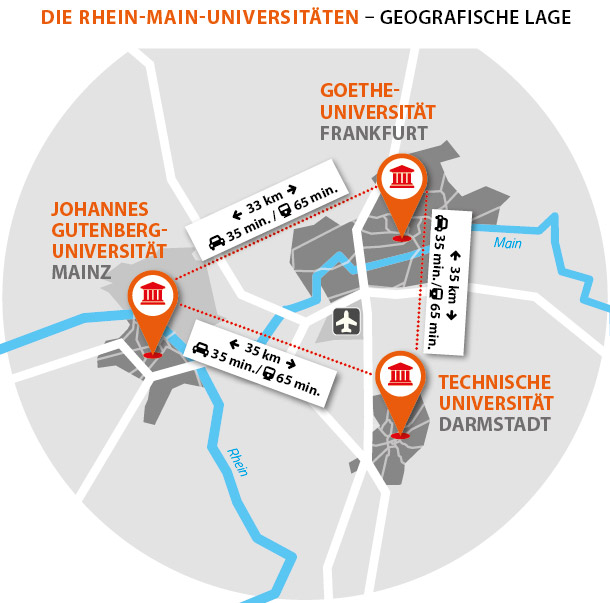 DIE RHEIN-MAIN-UNIVERSITÄTEN – GEOGRAFISCHE LAGE
GOETHE-
UNIVERSITÄT
FRANKFURT
33 km
35 min. / 65 min.
JOHANNES
GUTENBERG-
UNIVERSITÄT
MAINZ
35 km
35 min./ 65 min.
Main
35 km
35 min./ 65 min.
TECHNISCHE
UNIVERSITÄT
DARMSTADT
Rhein